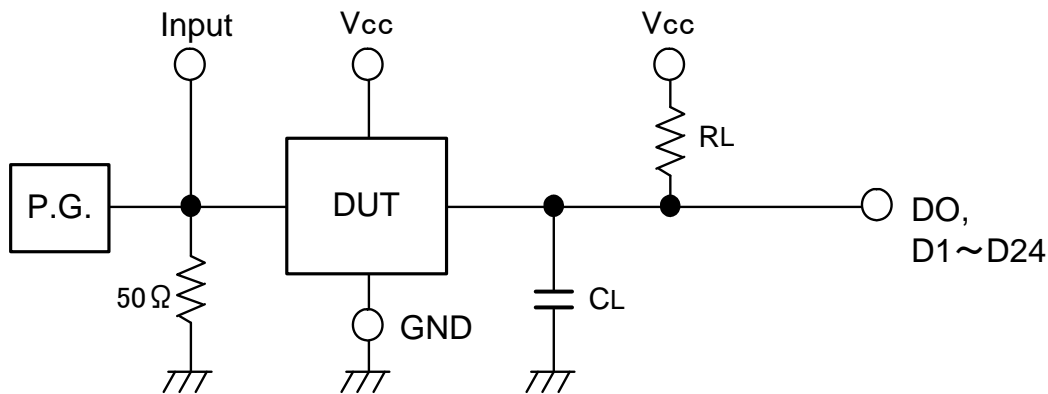 Input
Vcc
Vcc
RL
P.G.
DUT
DO,
D1～D24
50Ω
CL
GND